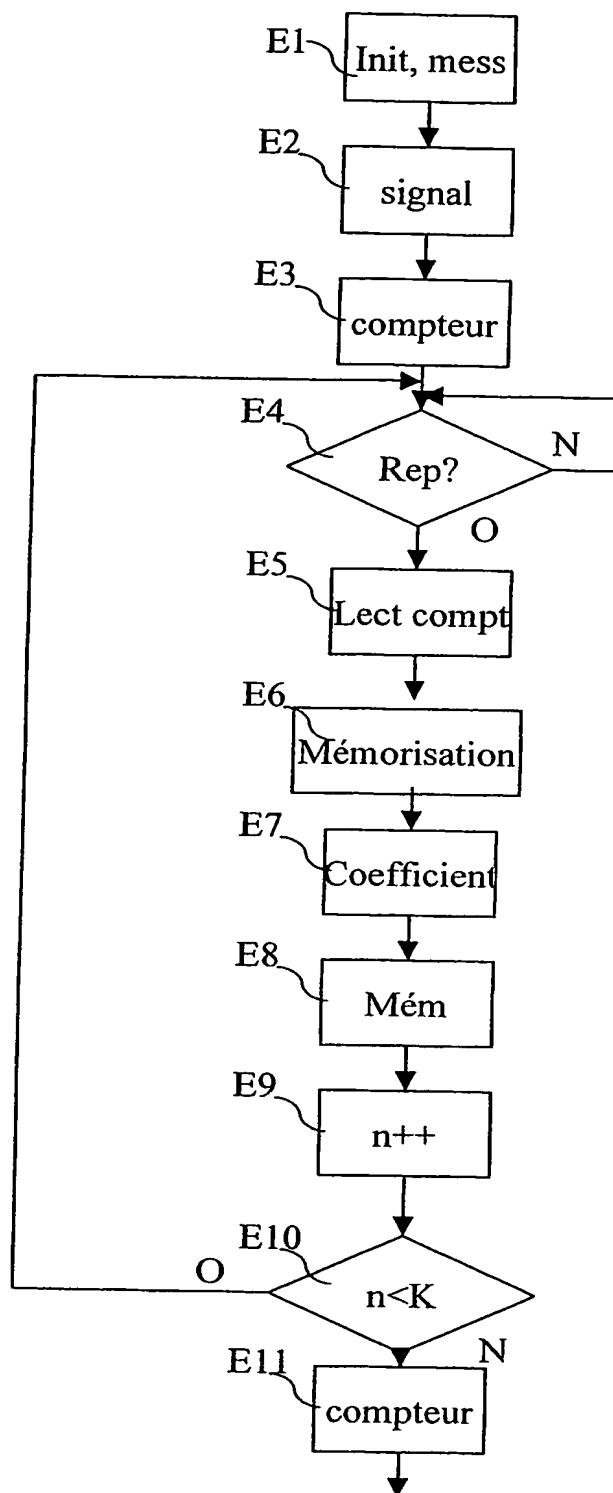 E1
Init, mess
E2
signal
E3
compteur
E4
Rep?
N
O
E5
Lect compt
E6
Mémorisation
E7
Coefficient
E8
Mém
E9
n++
E10
O
n<K
N
E11
compteur